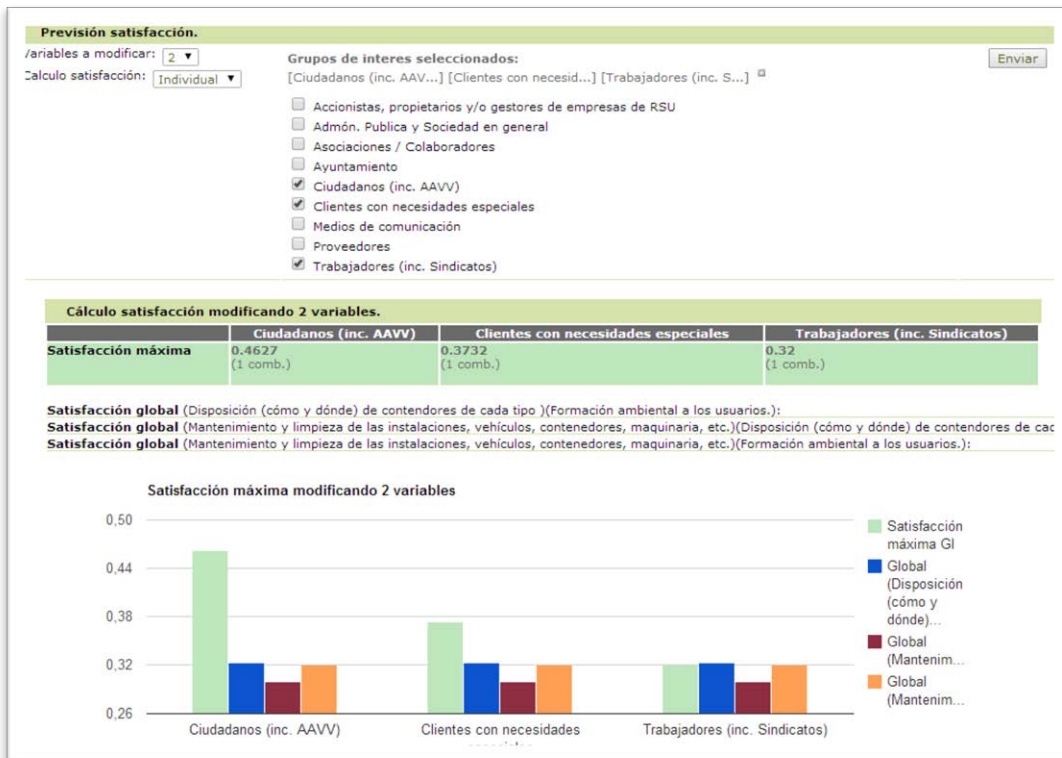 Previsión satisfacción.
Variables a modificar: 2
Calculo satisfacción: Individual
Grupos de interes seleccionados:
[Ciudadanos (inc. AAV...] [Clientes con necesid...] [Trabajadores (inc. S...]
Enviar
Accionistas, propietarios y/o gestores de empresas de RSU
Admón. Publica y Sociedad en general
Asociaciones / Colaboradores
Ayuntamiento
Ciudadanos (inc. AAVV)
Clientes con necesidades especiales
Medios de comunicación
Proveedores
Trabajadores (inc. Sindicatos)
Cálculo satisfacción modificando 2 variables.
Ciudadanos (inc. AAVV) Clientes con necesidades especiales Trabajadores (inc. Sindicatos)
Satisfacción máxima 0.4627 0.3732 0.32
(1 comb.) (1 comb.) (1 comb.)
Satisfacción global (Disposición (cómo y dónde) de contendores de cada tipo )(Formación ambiental a los usuarios.):
Satisfacción global (Mantenimiento y limpieza de las instalaciones, vehículos, contenedores, maquinaria, etc.)(Disposición (cómo y dónde) de contendores de cad
Satisfacción global (Mantenimiento y limpieza de las instalaciones, vehículos, contenedores, maquinaria, etc.)(Formación ambiental a los usuarios.):
Satisfacción máxima modificando 2 variables
0,50
0,44
0,38
0,32
0,26
Ciudadanos (inc. AAVV)
Clientes con necesidades
Trabajadores (inc. Sindicatos)
Satisfacción
máxima GI
Global
(Disposición
(cómo y
dónde)...
Global
(Mantenim...
Global
(Mantenim...